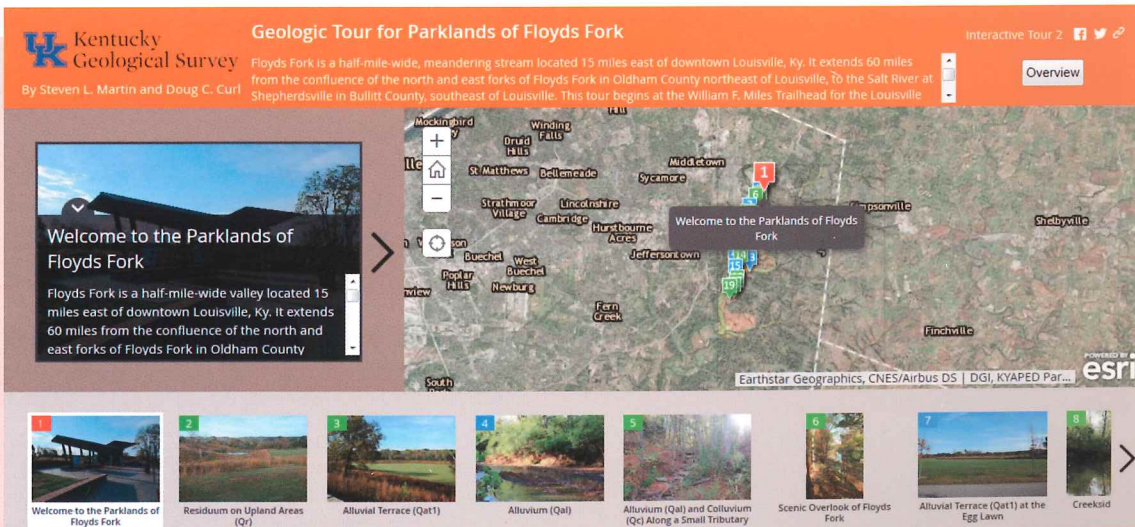 UK Kentucky
Geological Survey
By Steven L. Martin and Doug C. Curl
Geologic Tour for Parklands of Floyds Fork
Floyds Fork is a half-mile-wide, meandering stream located 15 miles east of downtown Louisville, Ky. It extends 60 miles
from the confluence of the north and east forks of Floyds Fork in Oldham County northeast of Louisville, to the Salt River at
Shepherdsville in Bullitt County, southeast of Louisville. This tour begins at the William F. Miles Trailhead for the Louisville
Interactive Tour 2
Overview
Welcome to the Parklands of
Floyds Fork
Floyds Fork is a half-mile-wide valley located 15
miles east of downtown Louisville, Ky. It extends
60 miles from the confluence of the north and
east forks of Floyds Fork in Oldham County
Mockingbird
Winding
Falls
Druid
Hills
Middletown
St Matthews
Bellemeade
Sycamore
1
6
Strathmoor
Village
Lincolnshire
Cambridge
Hurstbourne
Acres
Welcome to the Parklands of Floyds
Fork
Shelbyville
Buechel
West
Buechel
Jeffersontown
15
3
Poplar
Hills
Newburg
19
Fern
Creek
Finchville
South
Earthstar Geographics, CNES/Airbus DS | DGI, KYAPED Par...
POWERED BY
esri
1
Welcome to the Parklands of
Floyds Fork
2
Residuum on Upland Areas
(Qr)
3
Alluvial Terrace (Qat1)
4
Alluvium (Qal)
5
Alluvium (Qal) and Colluvium
(Qc) Along a Small Tributary
6
Scenic Overlook of Floyds
Fork
7
Alluvial Terrace (Qat1) at the
Egg Lawn
8
Creeksid